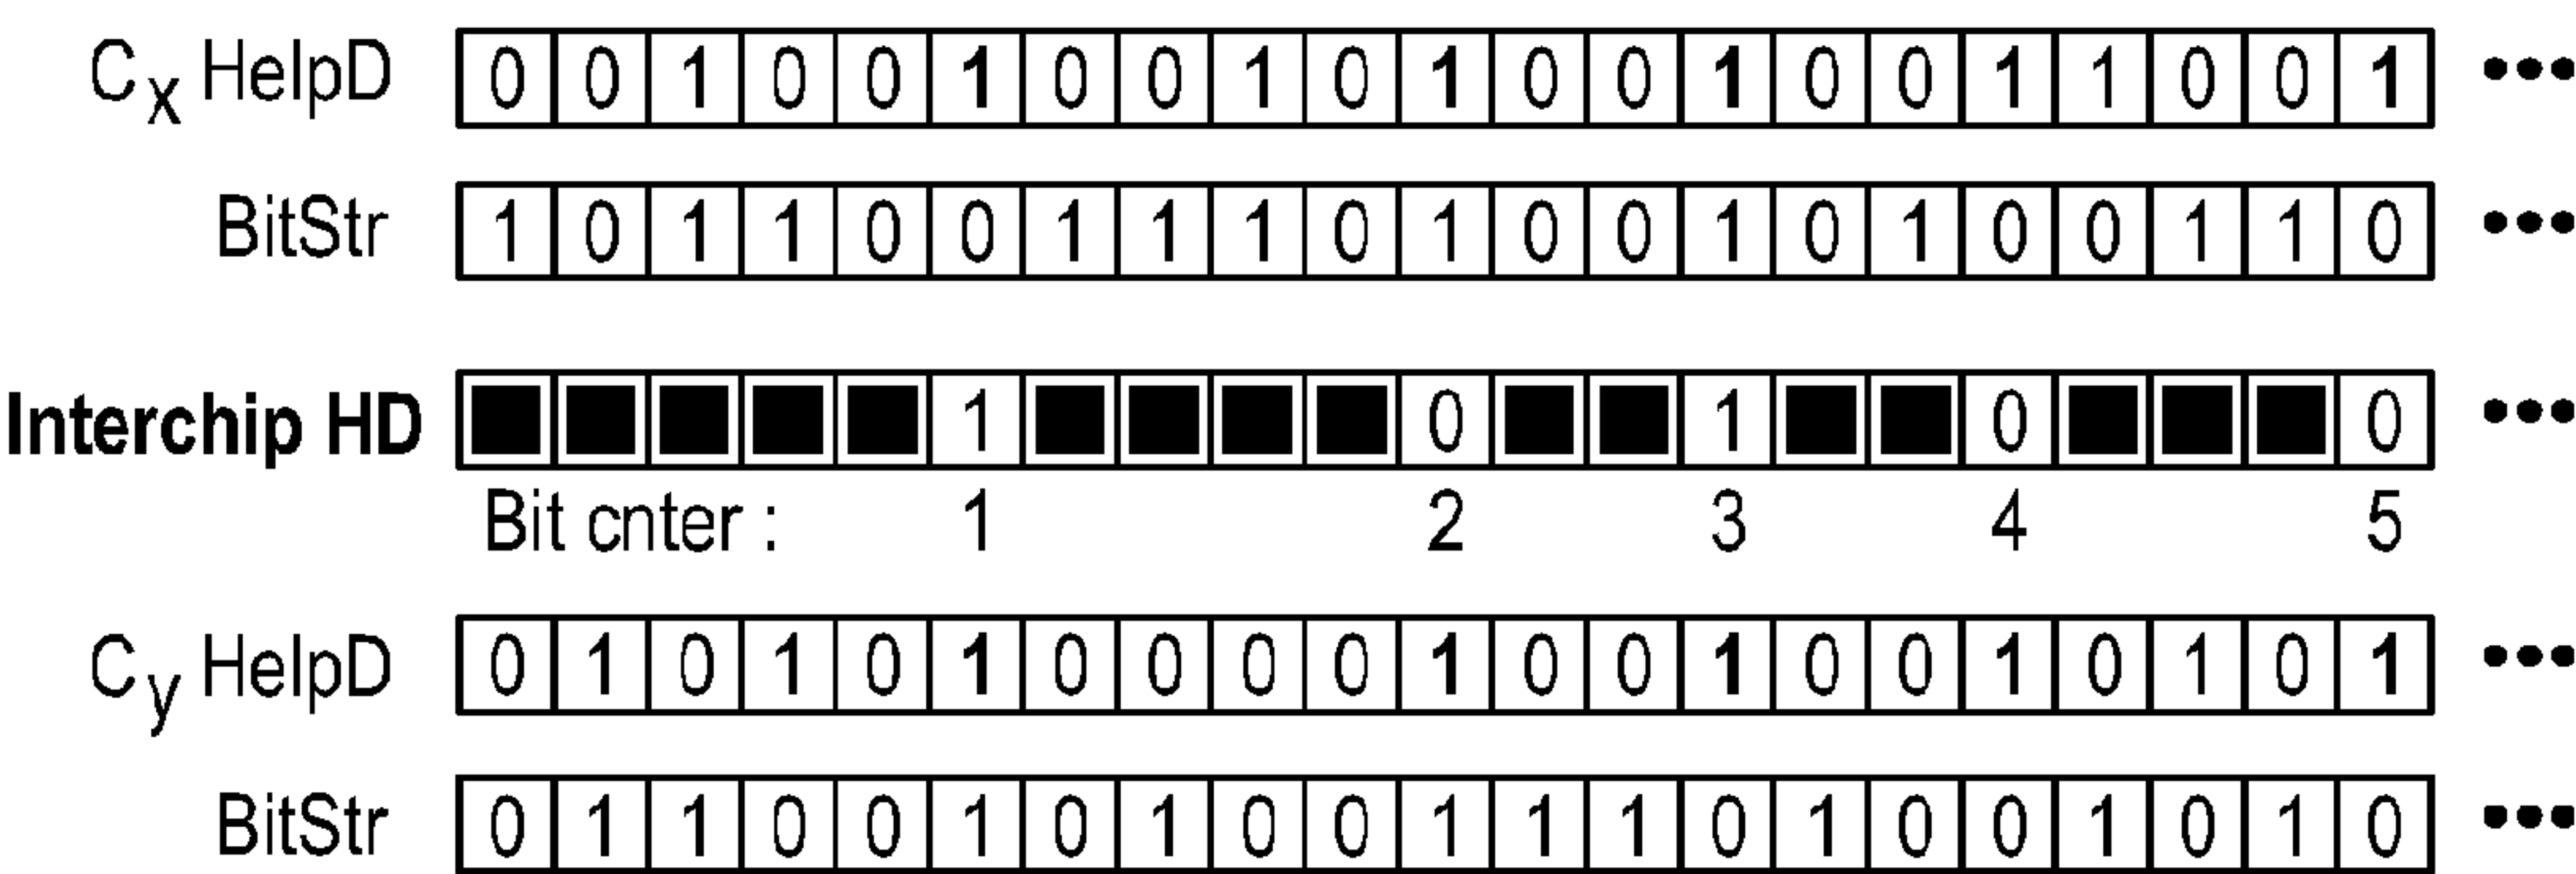 Cx HelpD 0 0 1 0 0 1 0 0 1 0 1 0 0 1 0 0 1 1 0 0 1 •••
BitStr 1 0 1 1 0 0 1 1 1 0 1 0 0 1 0 1 0 0 1 1 0 •••
Interchip HD 1 0 1 0 0 •••
Bit cnter : 1 2 3 4 5
Cy HelpD 0 1 0 1 0 1 0 0 0 0 1 0 0 1 0 0 1 0 1 0 1 •••
BitStr 0 1 1 0 0 1 0 1 0 0 1 1 1 0 1 0 0 1 0 1 0 •••